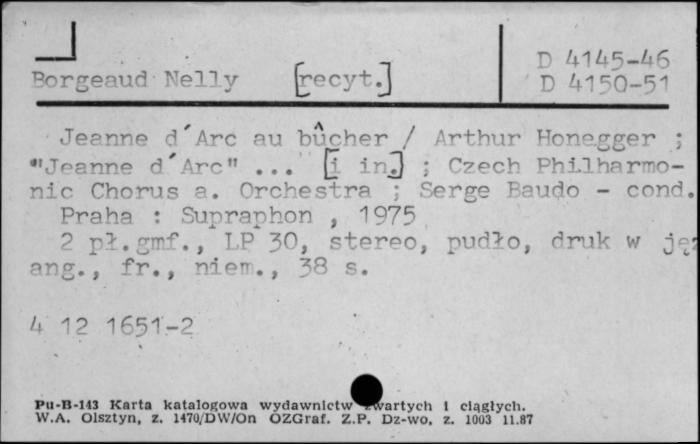 D 4145-46
Borgeaud Nelly [recyt.] D 4150-51
Jeanne d´Arc au bûcher / Arthur Honegger ;
"Jeanne d´Arc" ... [i in.] ; Czech Philharmo-
nic Chorus a. Orchestra ; Serge Baudo - cond.
Praha : Supraphon , 1975
2 pł.gmf., LP 30, stereo, pudło, druk w jęz
ang., fr., niem., 38 s.
4 12 1651-2
Pu-B-143 Karta katalogowa wydawnictw zwartych i ciągłych.
W.A. Olsztyn, z. 1470/DW/On OZGraf. Z.P. Dz-wo, z. 1003 11.87